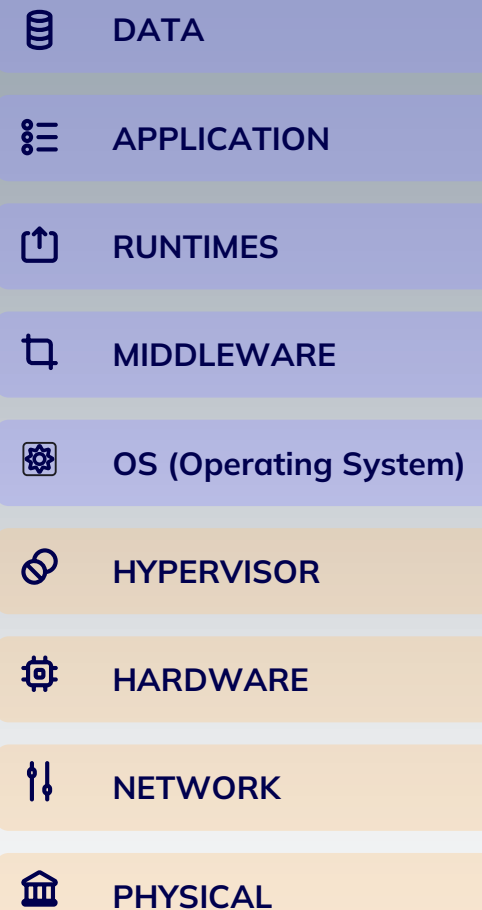 DATA
APPLICATION
RUNTIMES
MIDDLEWARE
OS (Operating System)
HYPERVISOR
HARDWARE
NETWORK
PHYSICAL